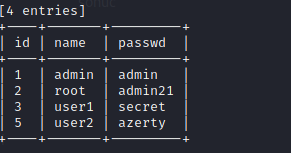 [4 entries]
+----+-------+---------+
| id | name | passwd |
+----+-------+---------+
| 1 | admin | admin |
| 2 | root | admin21 |
| 3 | user1 | secret |
| 5 | user2 | azerty |
+----+-------+---------+